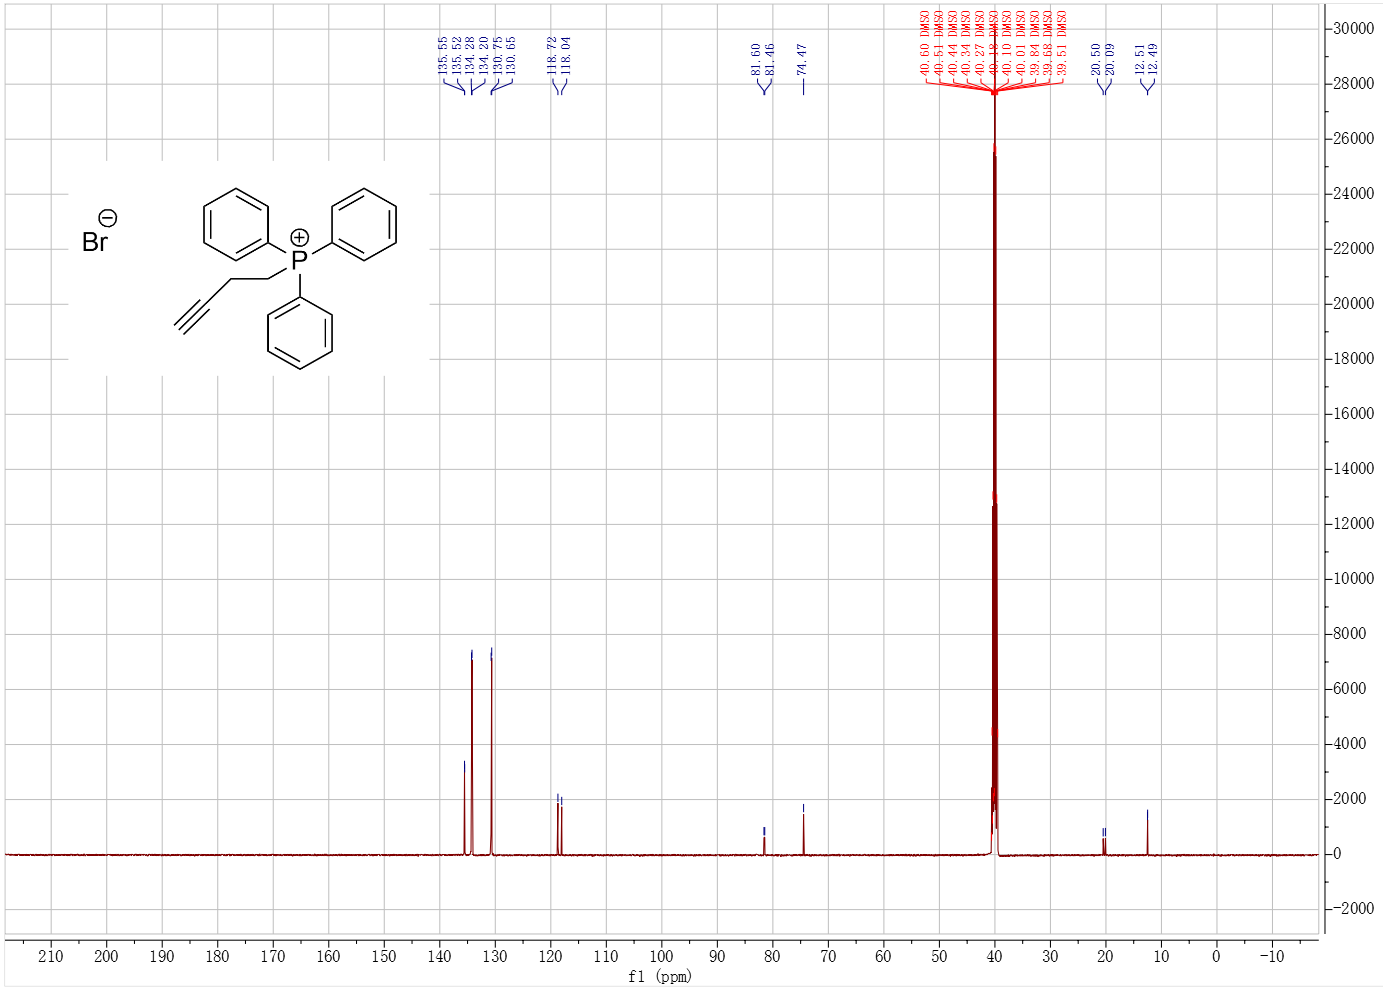 135.55
135.52
134.28
134.20
130.75
130.65
118.72
118.04
81.60
81.46
74.47
40.60 DMSO
40.51 DMSO
40.44 DMSO
40.34 DMSO
40.27 DMSO
40.18 DMSO
40.10 DMSO
40.01 DMSO
39.84 DMSO
39.68 DMSO
39.51 DMSO
20.50
20.09
12.51
12.49
30000
28000
26000
24000
22000
20000
18000
16000
14000
12000
10000
8000
6000
4000
2000
0
-2000
Br
⊖
P
⊕
210 200 190 180 170 160 150 140 130 120 110 100 90 80 70 60 50 40 30 20 10 0 -10
f1 (ppm)